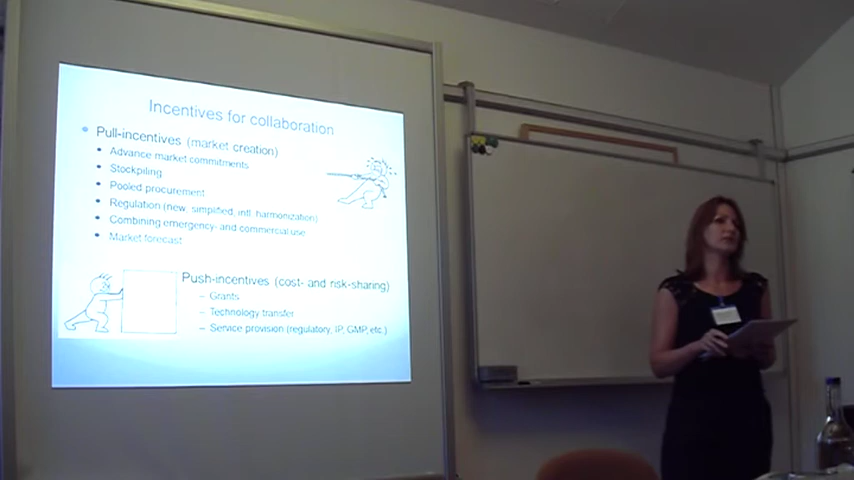 Incentives for collaboration
Pull-incentives (market creation)
Advance market commitments
Stockpiling
Pooled procurement
Regulation (new, simplified, intl. harmonization)
Combining emergency- and commercial use
Market forecast
Push-incentives (cost- and risk-sharing)
– Grants
– Technology transfer
– Service provision (regulatory, IP, GMP, etc.)